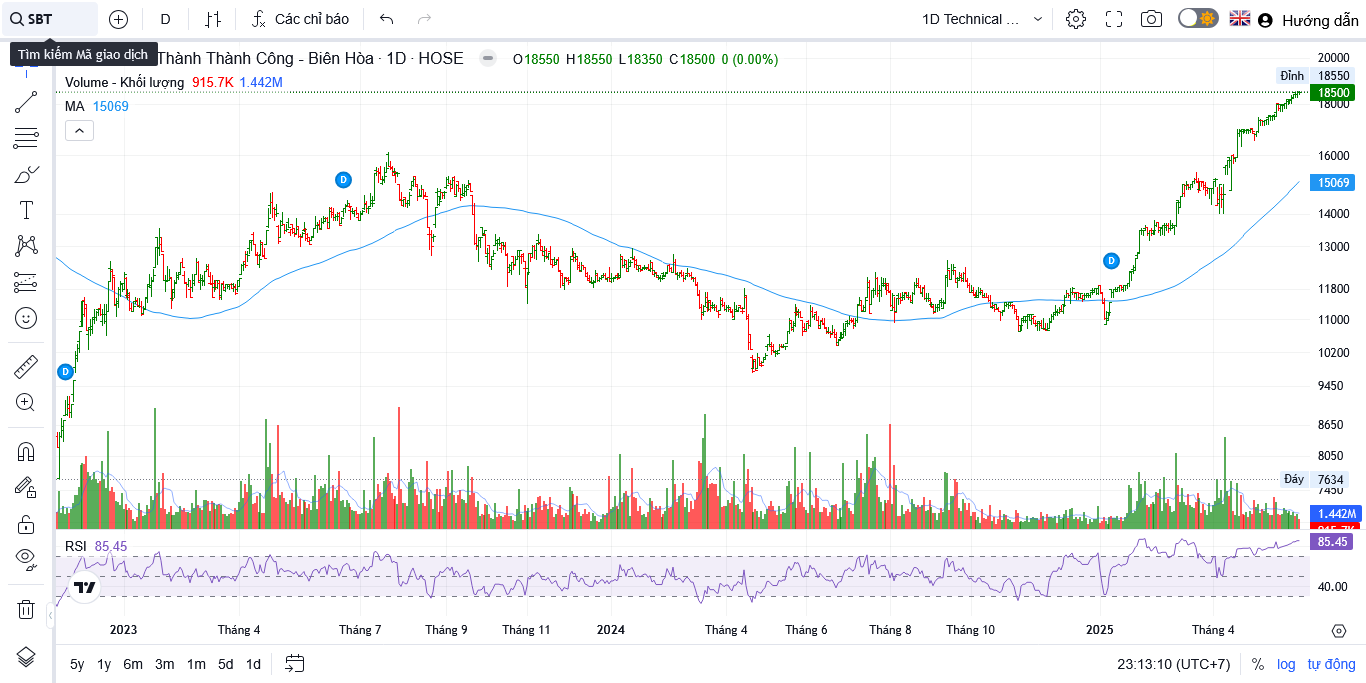 SBT
D
Các chỉ báo
1D Technical ...
Hướng dẫn
Tìm kiếm Mã giao dịch
Thành Thành Công - Biên Hòa · 1D · HOSE
O18550 H18550 L18350 C18500 0 (0.00%)
Volume - Khối lượng 915.7K 1.442M
MA 15069
D
D
D
20000
Đỉnh 18550
18500
18000
16000
15069
14000
13000
11800
11000
10200
9450
8650
8050
Đáy 7634
7450
1.442M
915.7K
RSI 85.45
85.45
40.00
2023 Tháng 4 Tháng 7 Tháng 9 Tháng 11 2024 Tháng 4 Tháng 6 Tháng 8 Tháng 10 2025 Tháng 4
5y 1y 6m 3m 1m 5d 1d
23:13:10 (UTC+7) % log tự động